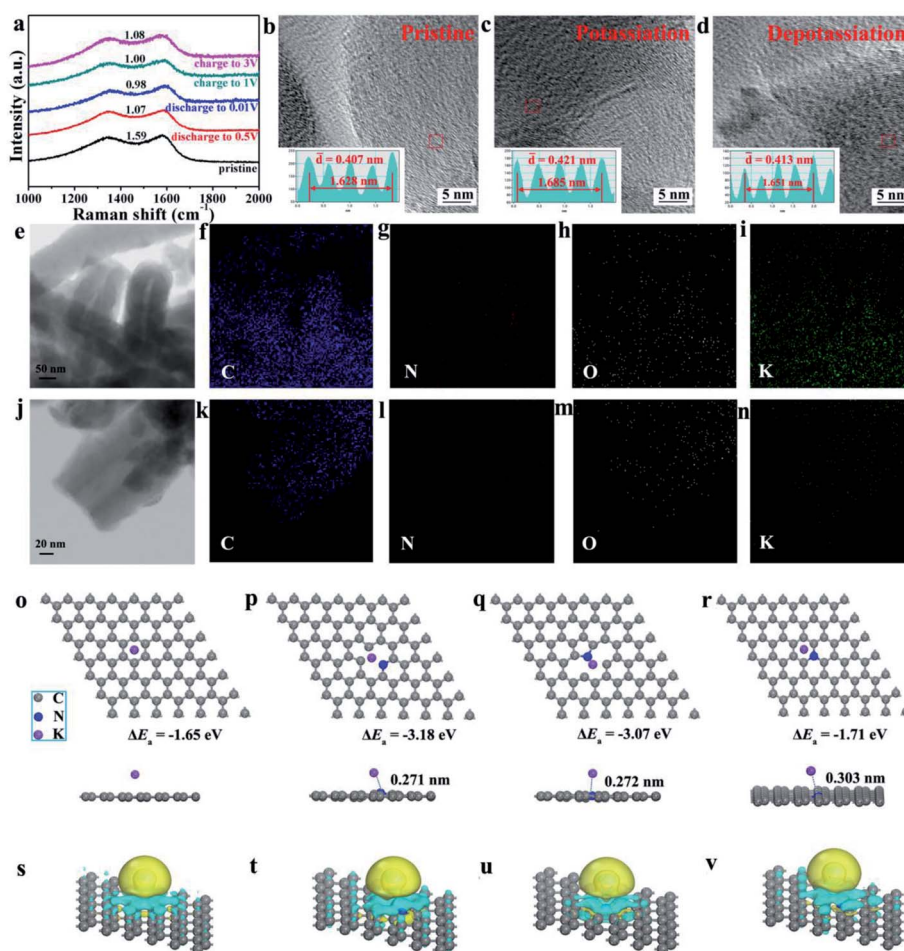 a
1.08
charge to 3V
1.00
charge to 1V
0.98
discharge to 0.01V
1.07
discharge to 0.5V
1.59
pristine
Intensity (a.u.)
1000 1200 1400 1600 1800 2000
Raman shift (cm⁻¹)
b
Pristine
d̄ = 0.407 nm
1.628 nm
5 nm
c
Potassiation
d̄ = 0.421 nm
1.685 nm
5 nm
d
Depotassiation
d̄ = 0.413 nm
1.651 nm
5 nm
e
50 nm
f
C
g
N
h
O
i
K
j
20 nm
k
C
l
N
m
O
n
K
o
p
q
r
C
N
K
ΔEₐ = -1.65 eV
ΔEₐ = -3.18 eV
ΔEₐ = -3.07 eV
ΔEₐ = -1.71 eV
0.271 nm
0.272 nm
0.303 nm
s
t
u
v